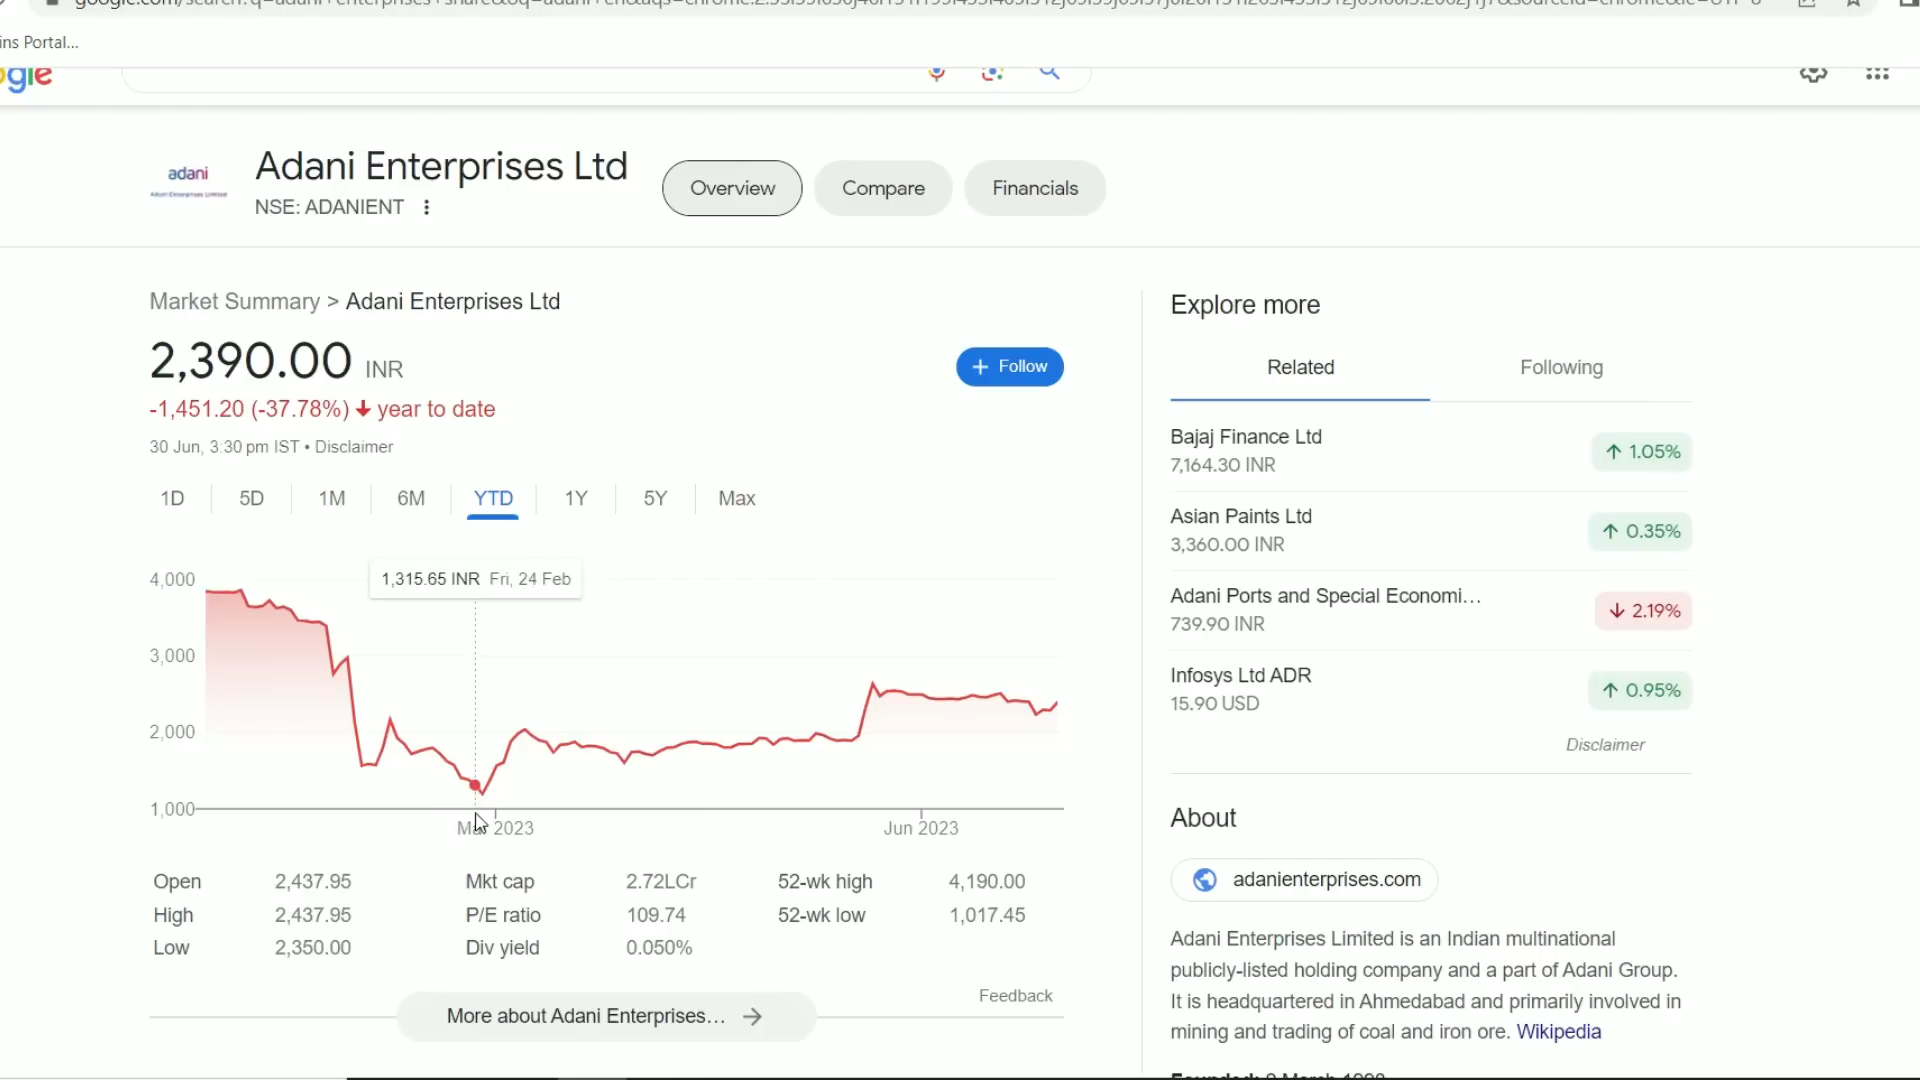 ins Portal...
adani
Adani Enterprises Limited
Adani Enterprises Ltd
NSE: ADANIENT
Overview
Compare
Financials
Market Summary > Adani Enterprises Ltd
2,390.00 INR
+ Follow
-1,451.20 (-37.78%) ↓ year to date
30 Jun, 3:30 pm IST • Disclaimer
1D 5D 1M 6M YTD 1Y 5Y Max
1,315.65 INR Fri, 24 Feb
4,000
3,000
2,000
1,000
2023
Jun 2023
Open 2,437.95 Mkt cap 2.72LCr 52-wk high 4,190.00
High 2,437.95 P/E ratio 109.74 52-wk low 1,017.45
Low 2,350.00 Div yield 0.050%
Feedback
More about Adani Enterprises... →
Explore more
Related Following
Bajaj Finance Ltd
7,164.30 INR
↑ 1.05%
Asian Paints Ltd
3,360.00 INR
↑ 0.35%
Adani Ports and Special Economi...
739.90 INR
↓ 2.19%
Infosys Ltd ADR
15.90 USD
↑ 0.95%
Disclaimer
About
adanienterprises.com
Adani Enterprises Limited is an Indian multinational
publicly-listed holding company and a part of Adani Group.
It is headquartered in Ahmedabad and primarily involved in
mining and trading of coal and iron ore. Wikipedia